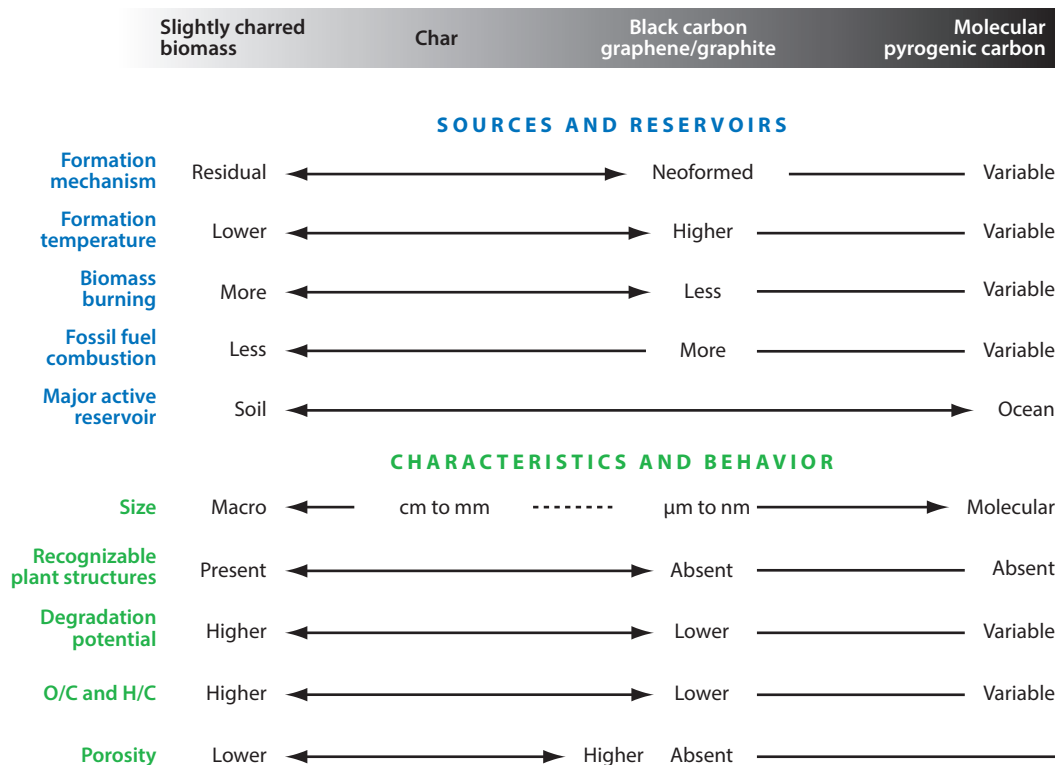 Slightly charred
biomass
Char
Black carbon
graphene/graphite
Molecular
pyrogenic carbon
SOURCES AND RESERVOIRS
Formation
mechanism
Residual Neoformed Variable
Formation
temperature
Lower Higher Variable
Biomass
burning
More Less Variable
Fossil fuel
combustion
Less More Variable
Major active
reservoir
Soil Ocean
CHARACTERISTICS AND BEHAVIOR
Size Macro cm to mm µm to nm Molecular
Recognizable
plant structures
Present Absent Absent
Degradation
potential
Higher Lower Variable
O/C and H/C Higher Lower Variable
Porosity Lower Higher Absent